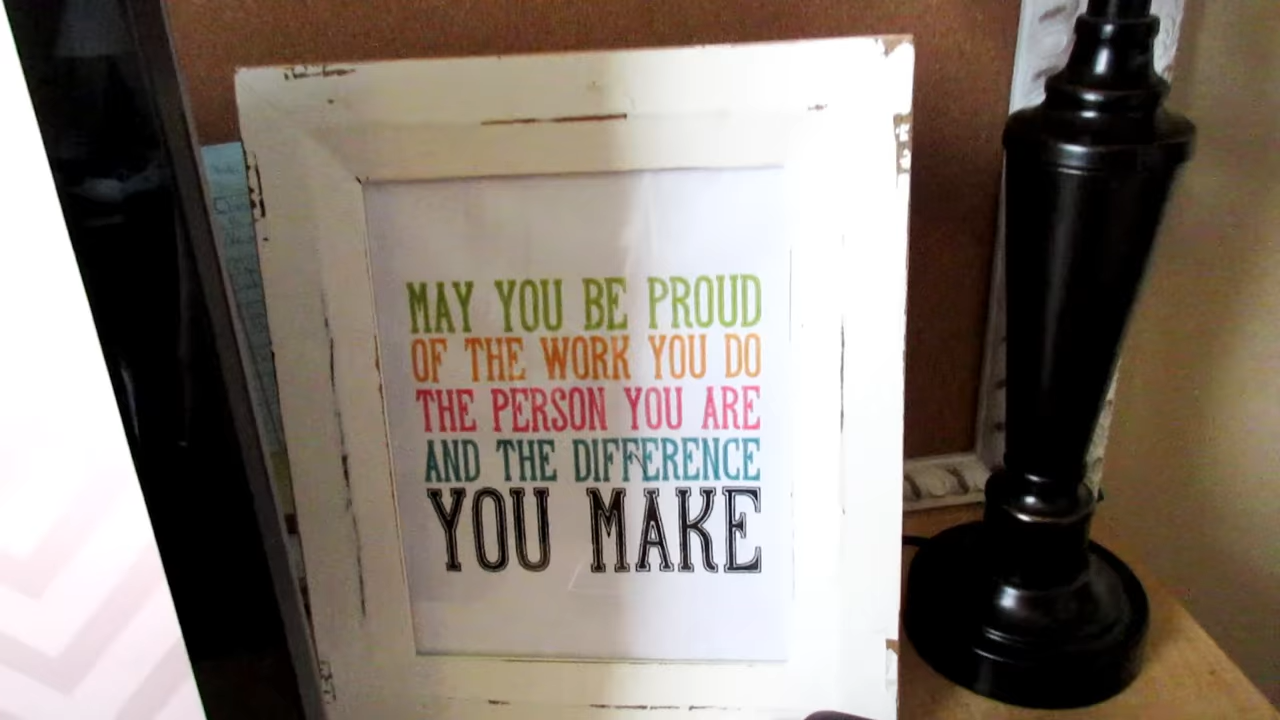 MAY YOU BE PROUD
OF THE WORK YOU DO
THE PERSON YOU ARE
AND THE DIFFERENCE
YOU MAKE